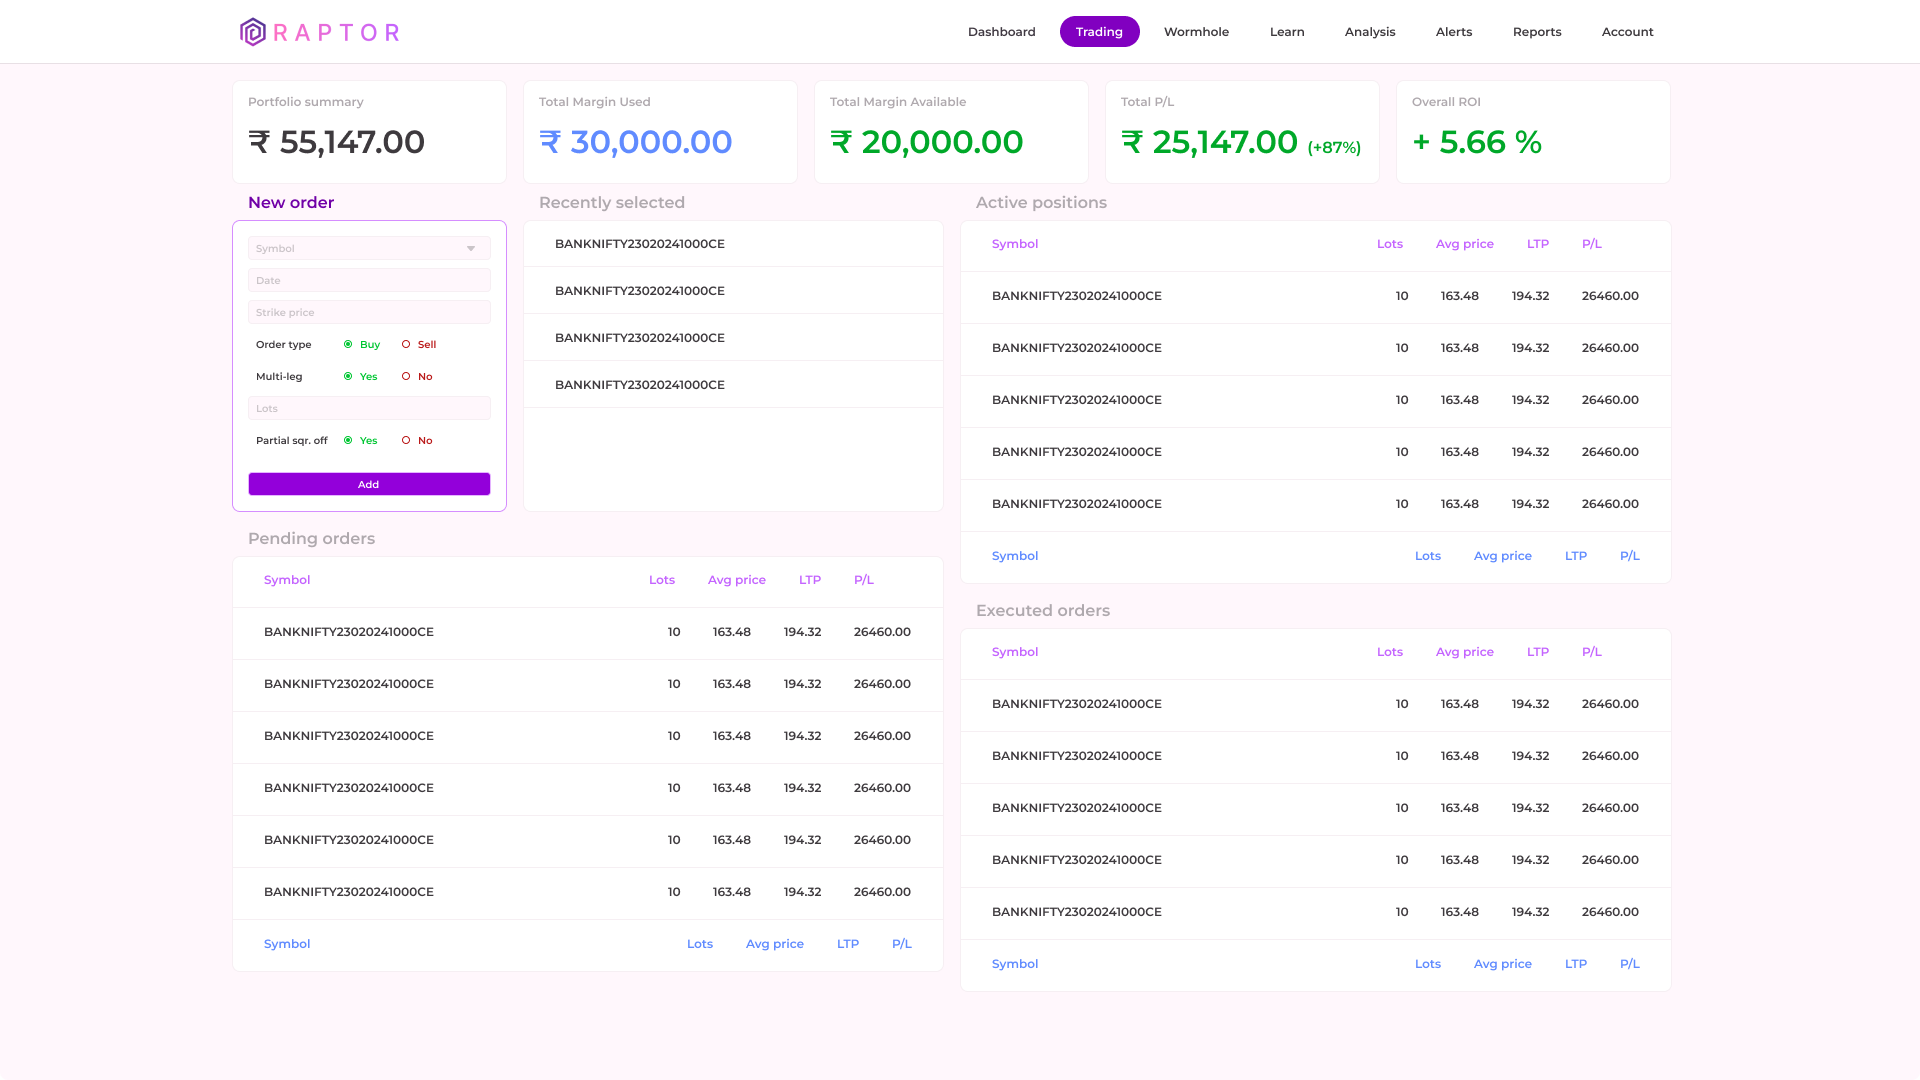 RAPTOR
Dashboard Trading Wormhole Learn Analysis Alerts Reports Account
Portfolio summary
₹ 55,147.00
Total Margin Used
₹ 30,000.00
Total Margin Available
₹ 20,000.00
Total P/L
₹ 25,147.00 (+87%)
Overall ROI
+ 5.66 %
New order
Symbol
Date
Strike price
Order type Buy Sell
Multi-leg Yes No
Lots
Partial sqr. off Yes No
Add
Recently selected
BANKNIFTY23020241000CE
BANKNIFTY23020241000CE
BANKNIFTY23020241000CE
BANKNIFTY23020241000CE
Pending orders
Symbol Lots Avg price LTP P/L
BANKNIFTY23020241000CE 10 163.48 194.32 26460.00
BANKNIFTY23020241000CE 10 163.48 194.32 26460.00
BANKNIFTY23020241000CE 10 163.48 194.32 26460.00
BANKNIFTY23020241000CE 10 163.48 194.32 26460.00
BANKNIFTY23020241000CE 10 163.48 194.32 26460.00
BANKNIFTY23020241000CE 10 163.48 194.32 26460.00
Symbol Lots Avg price LTP P/L
Active positions
Symbol Lots Avg price LTP P/L
BANKNIFTY23020241000CE 10 163.48 194.32 26460.00
BANKNIFTY23020241000CE 10 163.48 194.32 26460.00
BANKNIFTY23020241000CE 10 163.48 194.32 26460.00
BANKNIFTY23020241000CE 10 163.48 194.32 26460.00
BANKNIFTY23020241000CE 10 163.48 194.32 26460.00
Symbol Lots Avg price LTP P/L
Executed orders
Symbol Lots Avg price LTP P/L
BANKNIFTY23020241000CE 10 163.48 194.32 26460.00
BANKNIFTY23020241000CE 10 163.48 194.32 26460.00
BANKNIFTY23020241000CE 10 163.48 194.32 26460.00
BANKNIFTY23020241000CE 10 163.48 194.32 26460.00
BANKNIFTY23020241000CE 10 163.48 194.32 26460.00
Symbol Lots Avg price LTP P/L